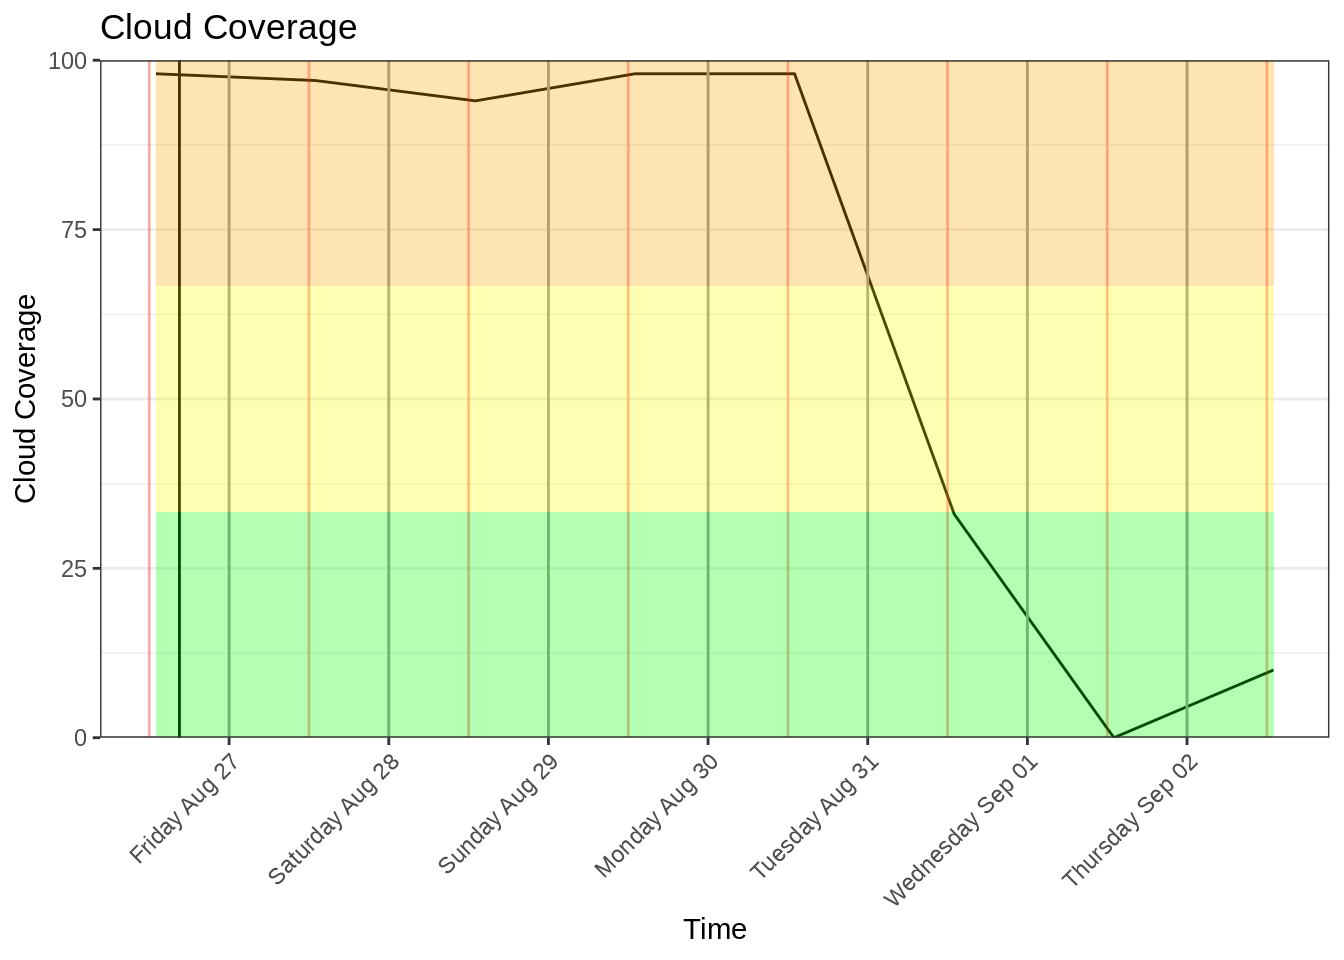 Cloud Coverage
100
75
50
25
0
Cloud Coverage
Friday Aug 27
Saturday Aug 28
Sunday Aug 29
Monday Aug 30
Tuesday Aug 31
Wednesday Sep 01
Thursday Sep 02
Time